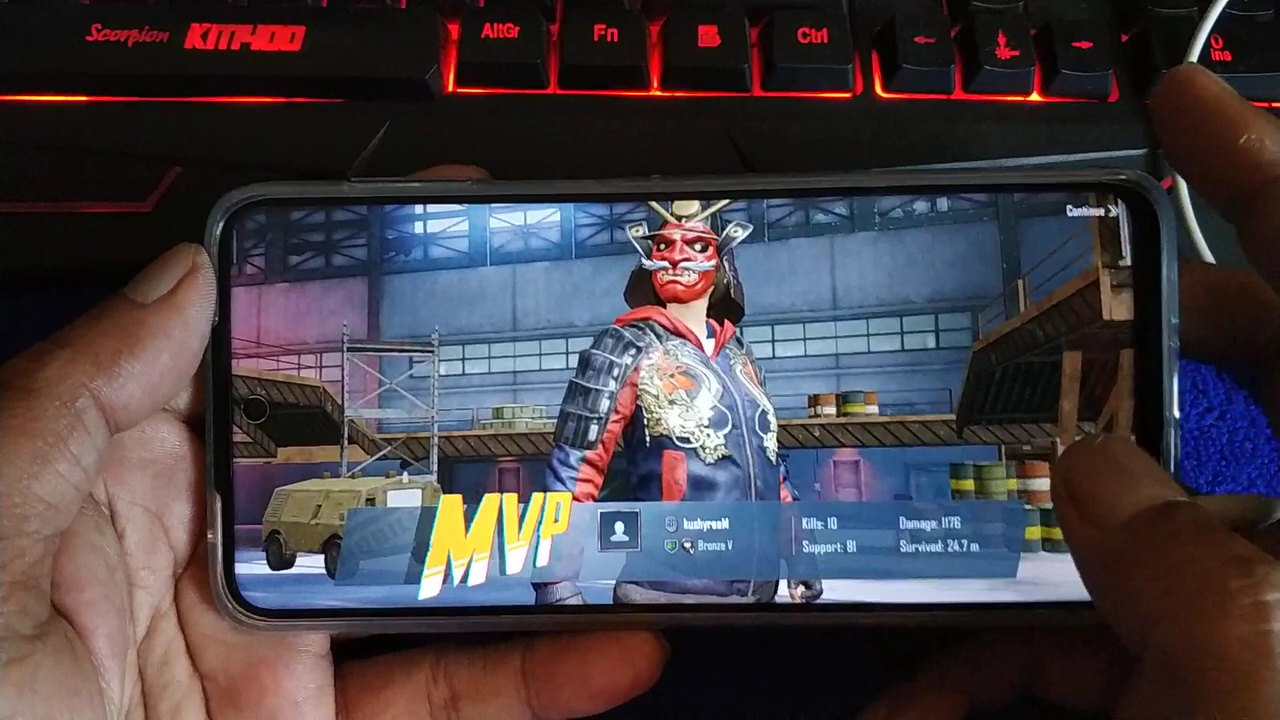 Scorpion KM400
AltGr
Fn
Ctrl
0
Ins
Continue
MVP
kushyreeM
Bronze V
Kills: 10
Damage: 1176
Support: 81
Survived: 24.7 m